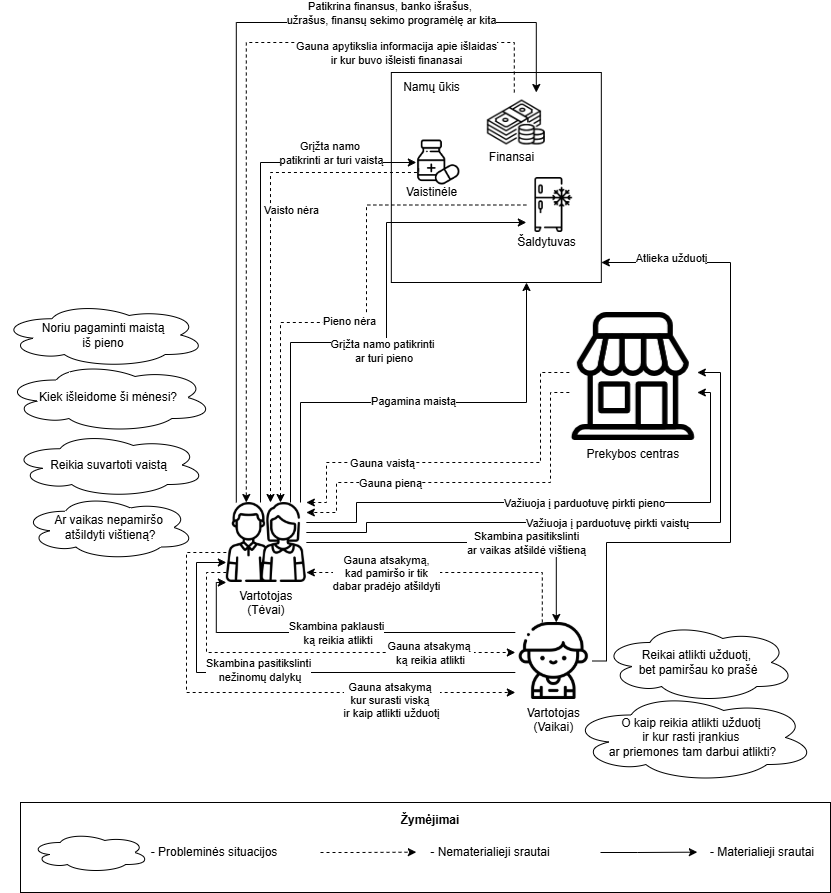 Patikrina finansus, banko išrašus,
užrašus, finansų sekimo programėlę ar kita
Gauna apytikslia informacija apie išlaidas
ir kur buvo išleisti finanasai
Namų ūkis
Finansai
Grįžta namo
patikrinti ar turi vaistą
Vaistinėle
Vaisto nėra
Šaldytuvas
Atlieka užduotį
Pieno nėra
Grįžta namo patikrinti
ar turi pieno
Noriu pagaminti maistą
iš pieno
Kiek išleidome ši mėnesi?
Pagamina maistą
Reikia suvartoti vaistą
Prekybos centras
Gauna vaistą
Gauna pieną
Važiuoja į parduotuvę pirkti pieno
Važiuoja į parduotuvę pirkti vaistų
Ar vaikas nepamiršo
atšildyti vištieną?
Skambina pasitikslinti
ar vaikas atšildė vištieną
Gauna atsakymą,
kad pamiršo ir tik
dabar pradėjo atšildyti
Vartotojas
(Tėvai)
Skambina paklausti
ką reikia atlikti
Gauna atsakymą
ką reikia atlikti
Skambina pasitikslinti
nežinomų dalykų
Gauna atsakymą
kur surasti viską
ir kaip atlikti užduotį
Vartotojas
(Vaikai)
Reikai atlikti užduotį,
bet pamiršau ko prašė
O kaip reikia atlikti užduotį
ir kur rasti įrankius
ar priemones tam darbui atlikti?
Žymėjimai
- Probleminės situacijos
- Nematerialieji srautai
- Materialieji srautai